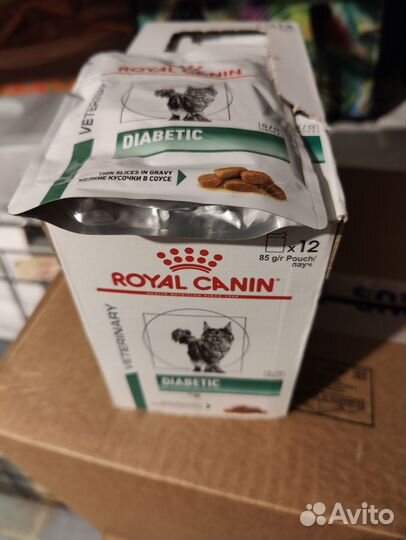 ROYAL CANIN
VETERINARY
DIABETIC
THIN SLICES IN GRAVY
МЕЛКИЕ КУСОЧКИ В СОУСЕ
x12
85 g/г Pouch/
пауч
ROYAL CANIN
VETERINARY
DIABETIC
Avito